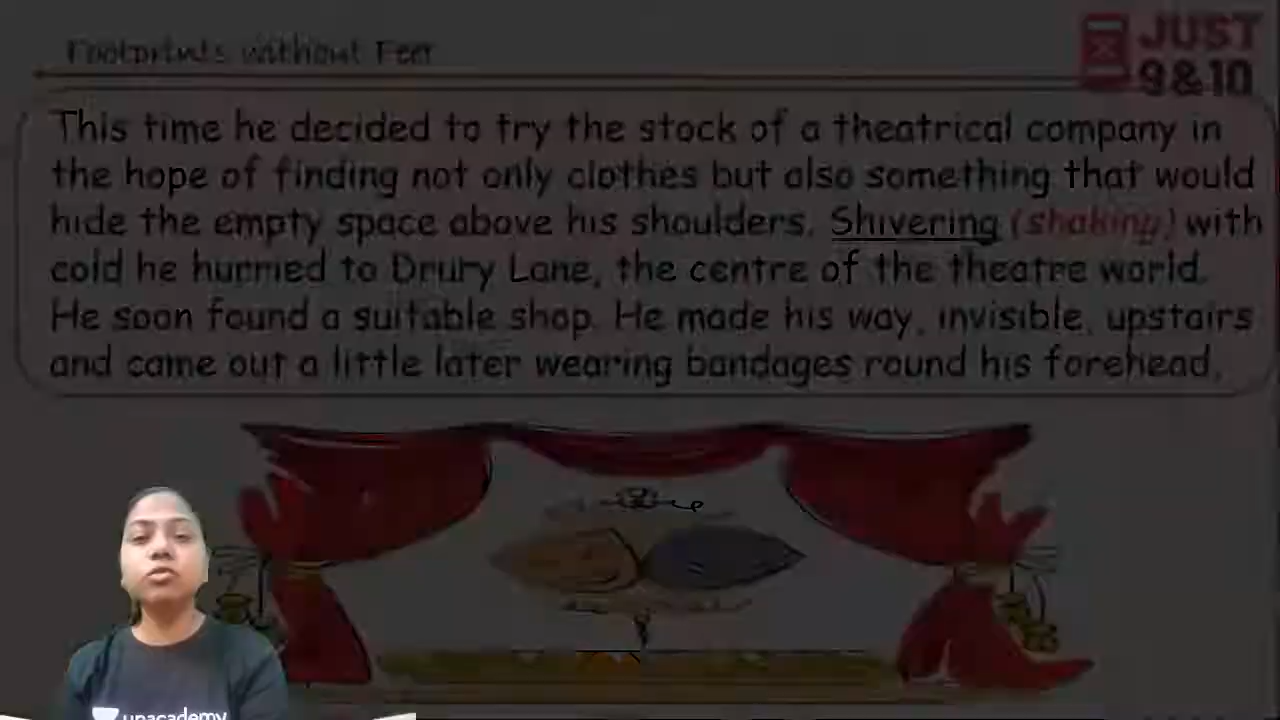 Footprints without Feet
JUST
9&10
This time he decided to try the stock of a theatrical company in
the hope of finding not only clothes but also something that would
hide the empty space above his shoulders. Shivering (shaking) with
cold he hurried to Drury Lane, the centre of the theatre world.
He soon found a suitable shop. He made his way, invisible, upstairs
and came out a little later wearing bandages round his forehead,
unacademy